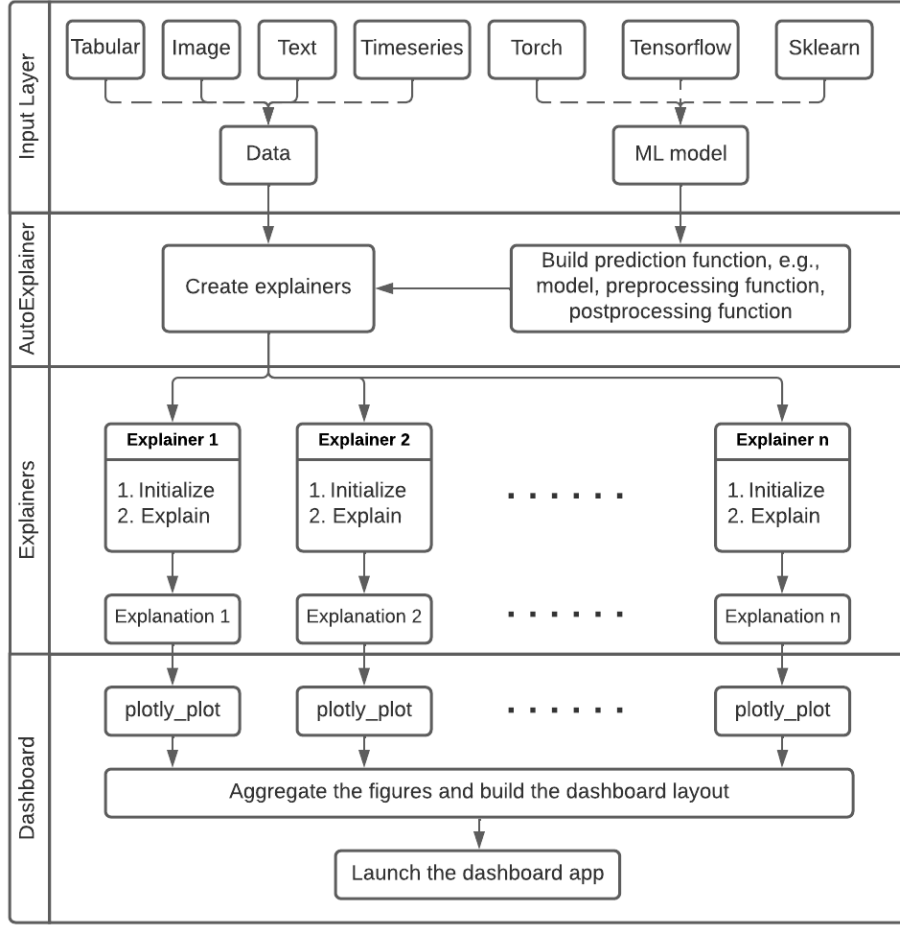 Input Layer
Tabular
Image
Text
Timeseries
Torch
Tensorflow
Sklearn
Data
ML model
AutoExplainer
Create explainers
Build prediction function, e.g.,
model, preprocessing function,
postprocessing function
Explainers
Explainer 1
1. Initialize
2. Explain
Explainer 2
1. Initialize
2. Explain
Explainer n
1. Initialize
2. Explain
Explanation 1
Explanation 2
Explanation n
Dashboard
plotly_plot
plotly_plot
plotly_plot
Aggregate the figures and build the dashboard layout
Launch the dashboard app